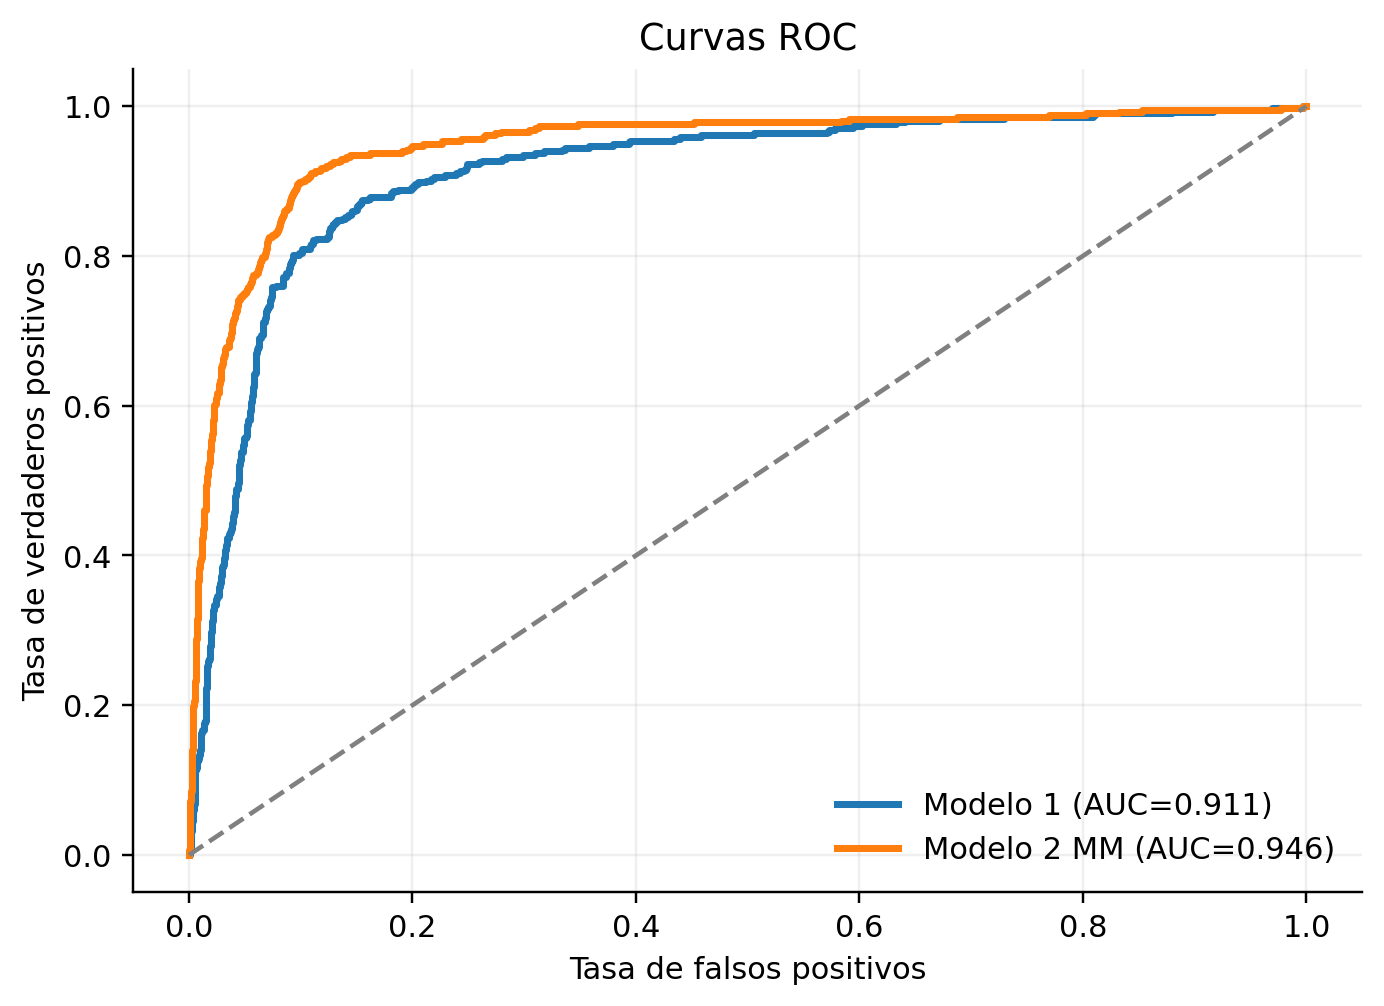 Curvas ROC
Tasa de verdaderos positivos
1.0
0.8
0.6
0.4
0.2
0.0
Modelo 1 (AUC=0.911)
Modelo 2 MM (AUC=0.946)
0.0 0.2 0.4 0.6 0.8 1.0
Tasa de falsos positivos